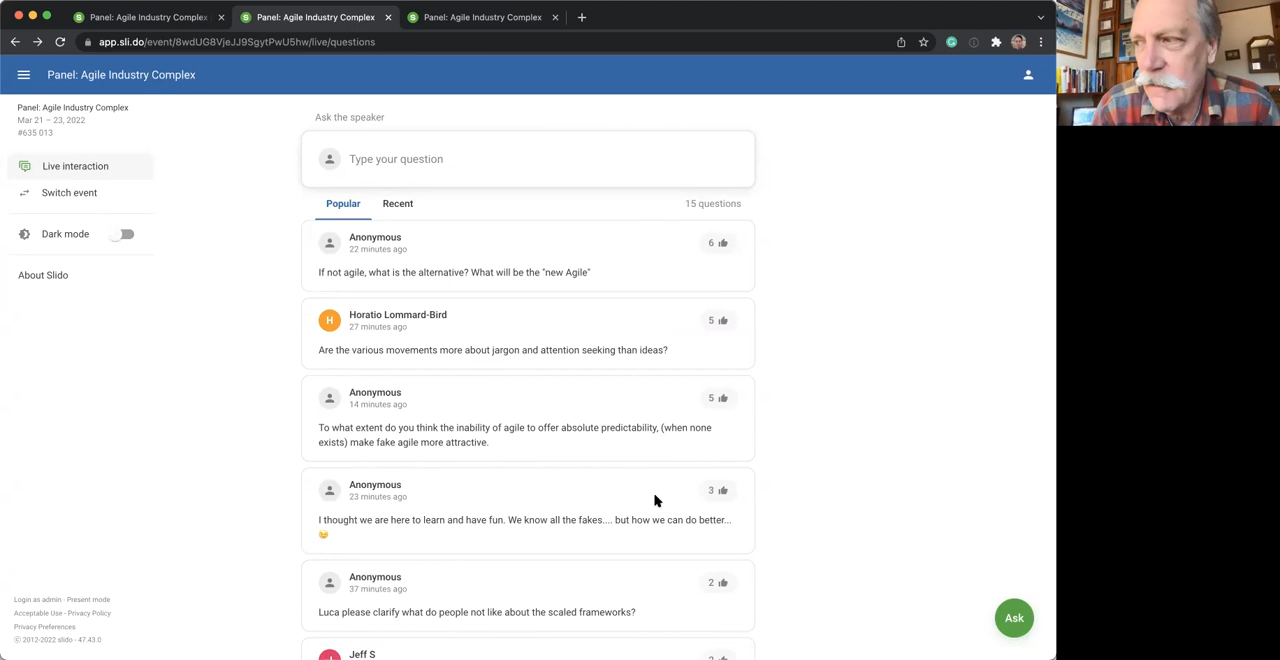 Panel: Agile Industry Complex
Panel: Agile Industry Complex
Panel: Agile Industry Complex
app.sli.do/event/8wdUG8VjeJJ9SgytPwU5hw/live/questions
Panel: Agile Industry Complex
Panel: Agile Industry Complex
Mar 21 – 23, 2022
#635 013
Live interaction
Switch event
Dark mode
About Slido
Login as admin - Present mode
Acceptable Use - Privacy Policy
Privacy Preferences
© 2012-2022 slido - 47.43.0
Ask the speaker
Type your question
Popular Recent 15 questions
Anonymous
22 minutes ago
6
If not agile, what is the alternative? What will be the "new Agile"
H
Horatio Lommard-Bird
27 minutes ago
5
Are the various movements more about jargon and attention seeking than ideas?
Anonymous
14 minutes ago
5
To what extent do you think the inability of agile to offer absolute predictability, (when none
exists) make fake agile more attractive.
Anonymous
23 minutes ago
3
I thought we are here to learn and have fun. We know all the fakes.... but how we can do better...
Anonymous
37 minutes ago
2
Luca please clarify what do people not like about the scaled frameworks?
Jeff S
Ask